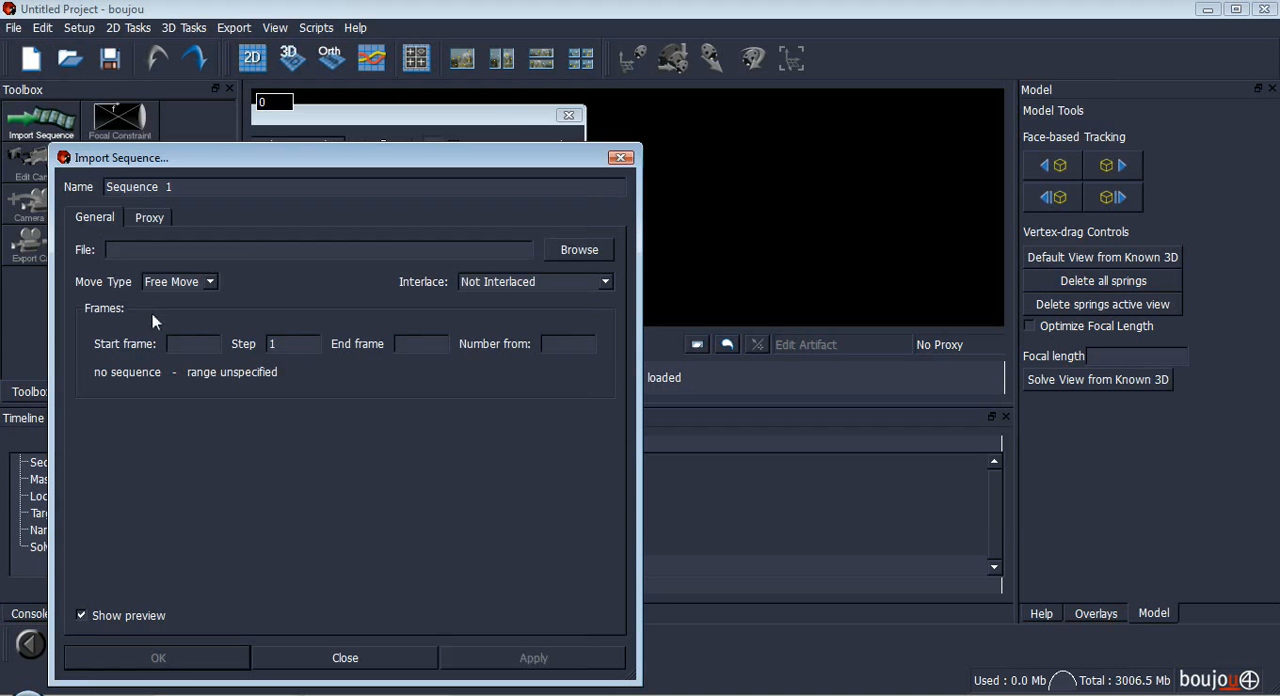 Untitled Project - boujou
File Edit Setup 2D Tasks 3D Tasks Export View Scripts Help
2D 3D Orth
Toolbox
Import Sequence Focal Constraint
Edit Can
Camera
Export C
0
Import Sequence...
Name Sequence 1
General Proxy
File: Browse
Move Type Free Move Interlace: Not Interlaced
Frames:
Start frame: Step 1 End frame Number from:
no sequence - range unspecified
Show preview
OK Close Apply
Edit Artifact No Proxy
loaded
Toolbo
Timeline
Sec
Mas
Loc
Tar
Nar
Sol
Console
Model
Model Tools
Face-based Tracking
Vertex-drag Controls
Default View from Known 3D
Delete all springs
Delete springs active view
Optimize Focal Length
Focal length
Solve View from Known 3D
Help Overlays Model
Used : 0.0 Mb Total : 3006.5 Mb boujou 4